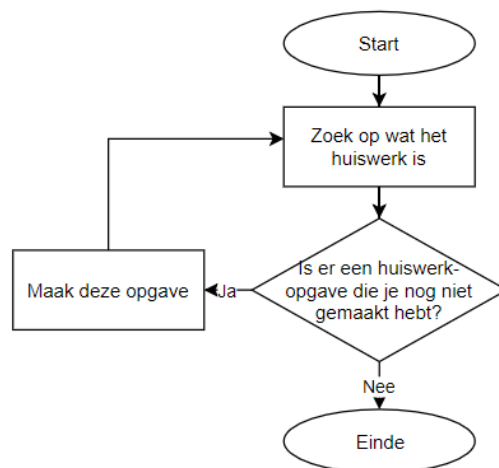 Start
Zoek op wat het
huiswerk is
Is er een huiswerk-
opgave die je nog niet
gemaakt hebt?
Ja
Maak deze opgave
Nee
Einde